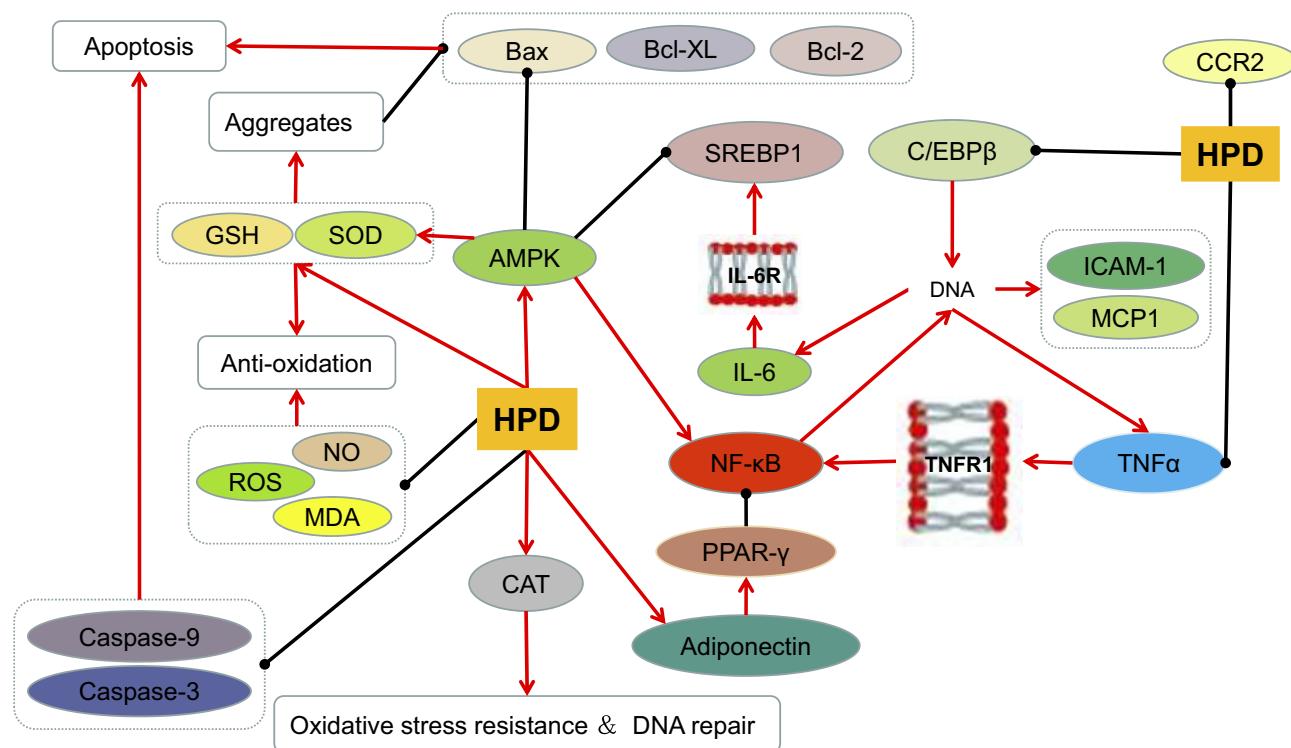 Apoptosis
Bax
Bcl-XL
Bcl-2
CCR2
Aggregates
SREBP1
C/EBPβ
HPD
GSH
SOD
AMPK
IL-6R
DNA
ICAM-1
MCP1
Anti-oxidation
IL-6
HPD
NO
ROS
MDA
NF-κB
TNFR1
TNFα
PPAR-γ
CAT
Caspase-9
Adiponectin
Caspase-3
Oxidative stress resistance & DNA repair